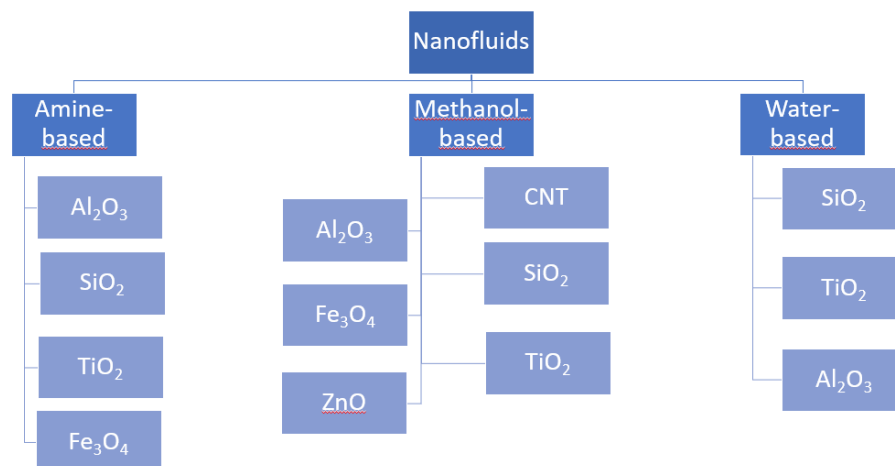 Nanofluids
Amine-
based
Methanol-
based
Water-
based
Al₂O₃
SiO₂
TiO₂
Fe₃O₄
Al₂O₃
Fe₃O₄
ZnO
CNT
SiO₂
TiO₂
SiO₂
TiO₂
Al₂O₃